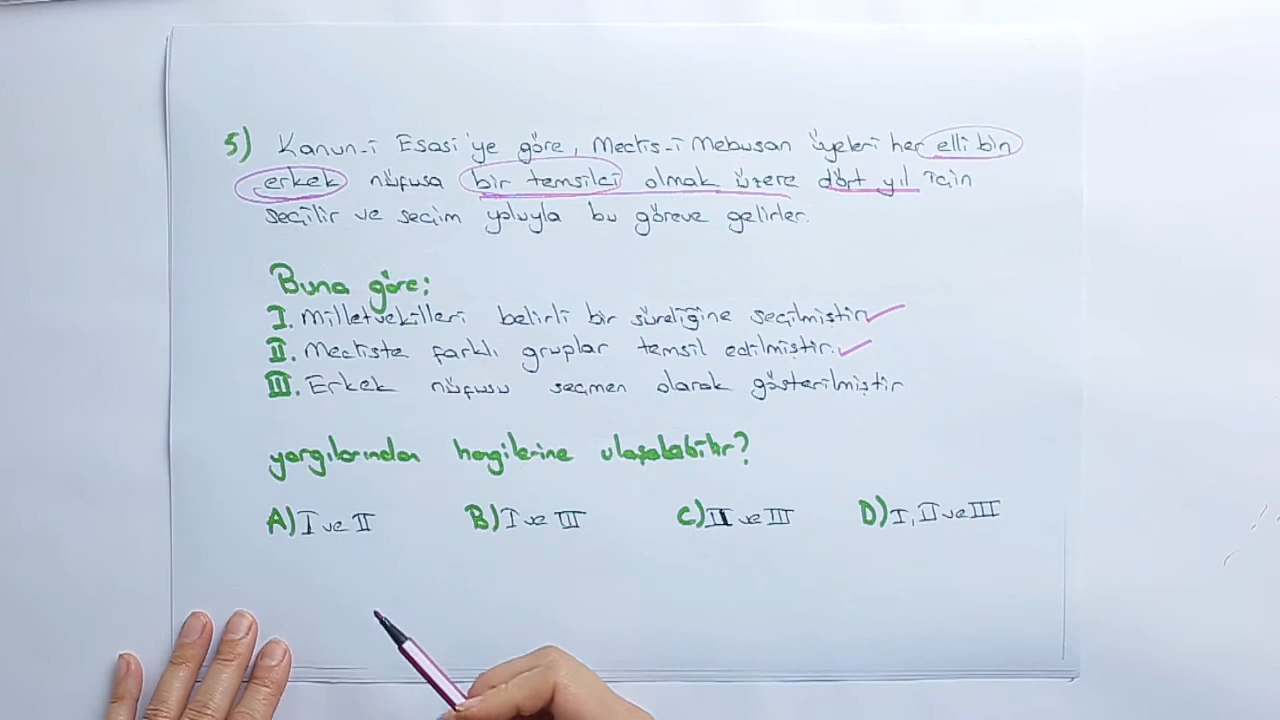 5) Kanun-i Esasi'ye göre, Meclis-i Mebusan üyeleri her elli bin
erkek nüfusa bir temsilci olmak üzere dört yıl için
seçilir ve seçim yoluyla bu göreve gelirler.
Buna göre;
I. Milletvekilleri belirli bir süreliğine seçilmiştir
II. Mecliste farklı gruplar temsil edilmiştir.
III. Erkek nüfusu seçmen olarak gösterilmiştir
yargılarından hangilerine ulaşılabilir?
A) I ve II B) I ve III C) II ve III D) I, II ve III